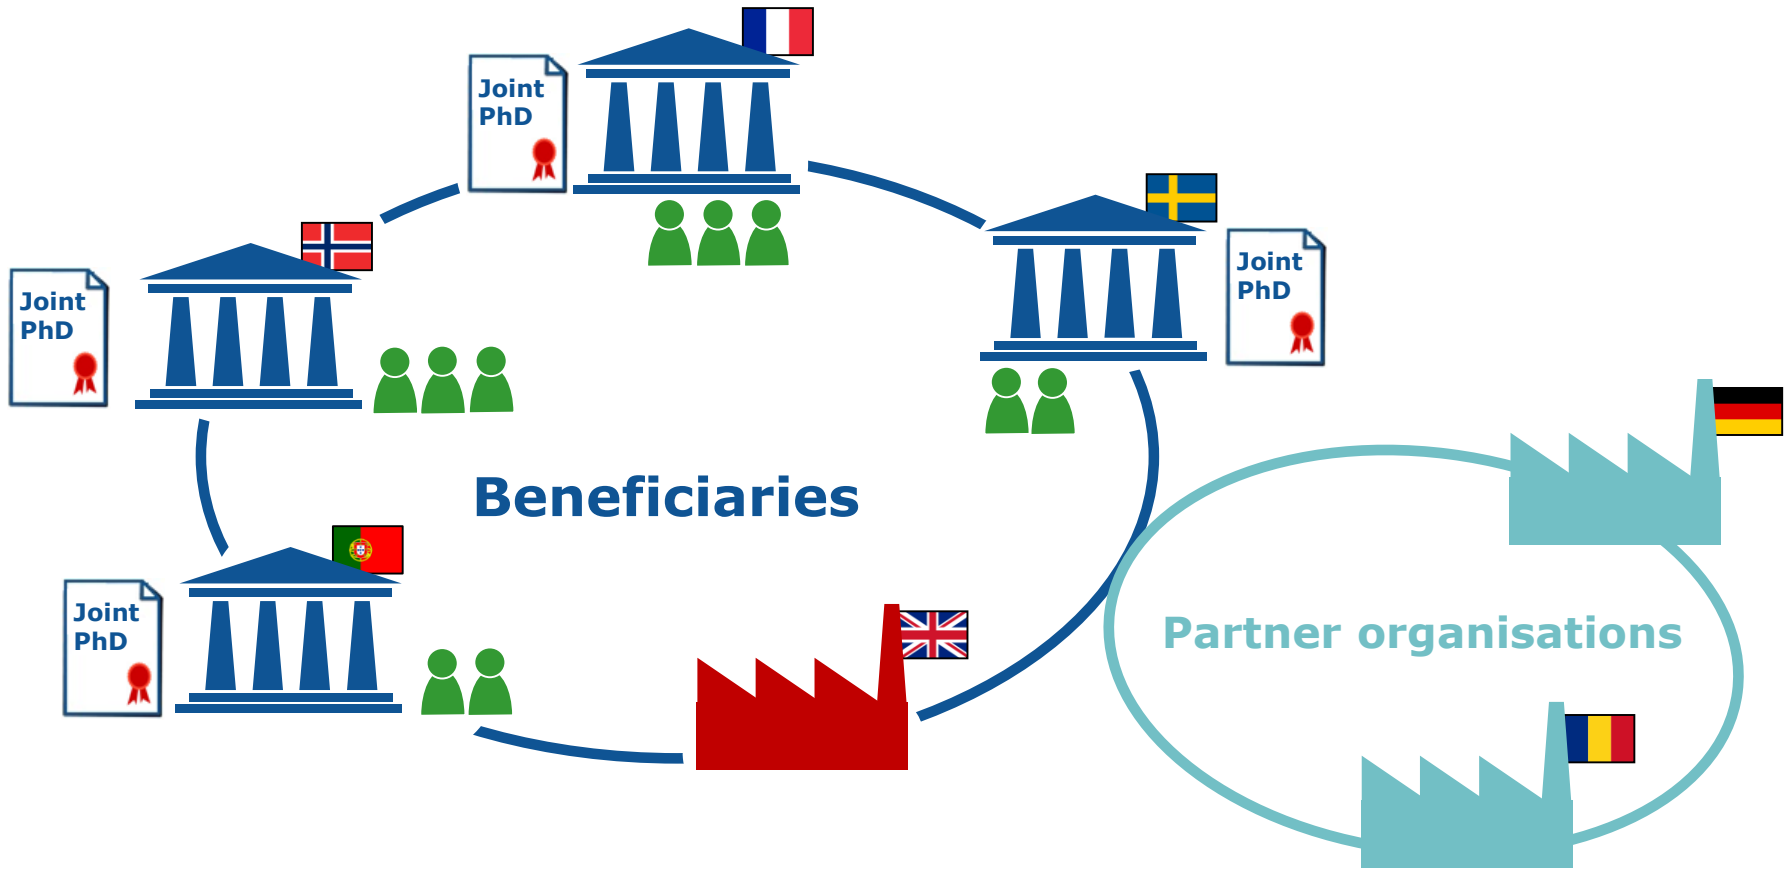 Joint
PhD
Joint
PhD
Joint
PhD
Beneficiaries
Joint
PhD
Partner organisations